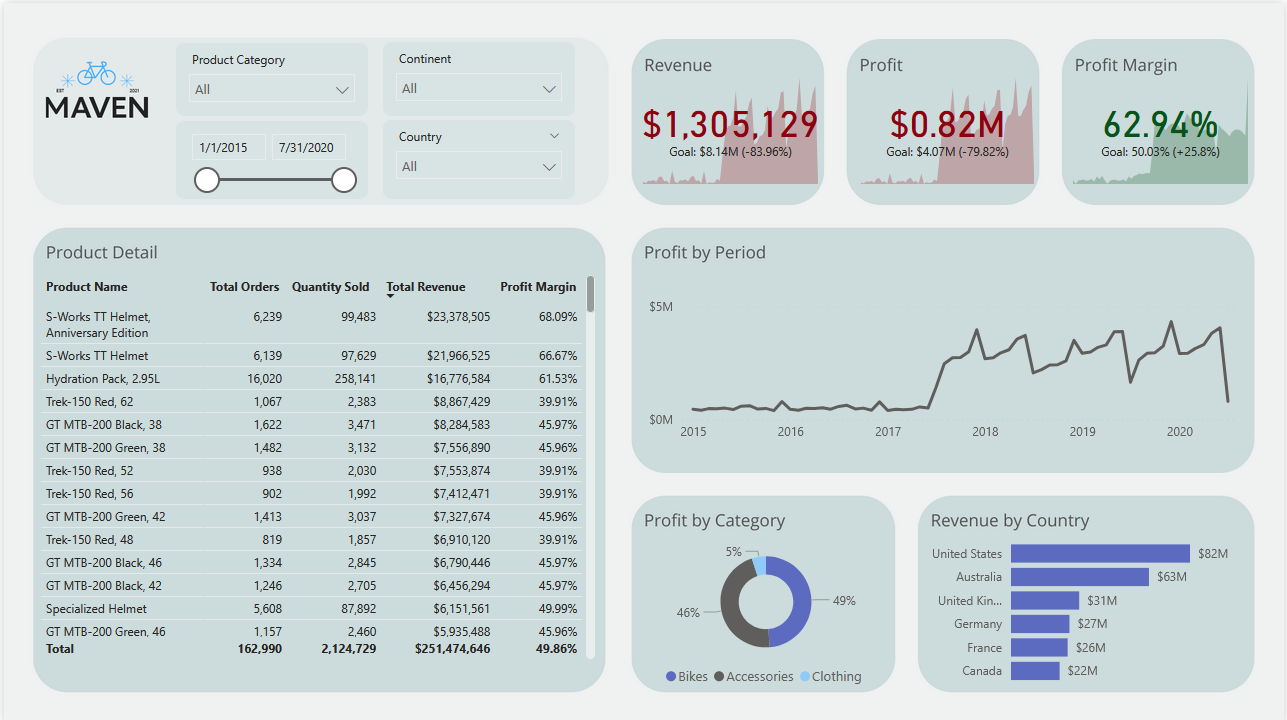 EST 2021
MAVEN
Product Category
All
1/1/2015 7/31/2020
Continent
All
Country
All
Revenue
$1,305,129
Goal: $8.14M (-83.96%)
Profit
$0.82M
Goal: $4.07M (-79.82%)
Profit Margin
62.94%
Goal: 50.03% (+25.8%)
Product Detail
Product Name Total Orders Quantity Sold Total Revenue Profit Margin
S-Works TT Helmet, Anniversary Edition 6,239 99,483 $23,378,505 68.09%
S-Works TT Helmet 6,139 97,629 $21,966,525 66.67%
Hydration Pack, 2.95L 16,020 258,141 $16,776,584 61.53%
Trek-150 Red, 62 1,067 2,383 $8,867,429 39.91%
GT MTB-200 Black, 38 1,622 3,471 $8,284,583 45.97%
GT MTB-200 Green, 38 1,482 3,132 $7,556,890 45.96%
Trek-150 Red, 52 938 2,030 $7,553,874 39.91%
Trek-150 Red, 56 902 1,992 $7,412,471 39.91%
GT MTB-200 Green, 42 1,413 3,037 $7,327,674 45.96%
Trek-150 Red, 48 819 1,857 $6,910,120 39.91%
GT MTB-200 Black, 46 1,334 2,845 $6,790,446 45.97%
GT MTB-200 Black, 42 1,246 2,705 $6,456,294 45.97%
Specialized Helmet 5,608 87,892 $6,151,561 49.99%
GT MTB-200 Green, 46 1,157 2,460 $5,935,488 45.96%
Total 162,990 2,124,729 $251,474,646 49.86%
Profit by Period
$5M
$0M
2015 2016 2017 2018 2019 2020
Profit by Category
5%
49%
46%
Bikes Accessories Clothing
Revenue by Country
United States $82M
Australia $63M
United Kin... $31M
Germany $27M
France $26M
Canada $22M